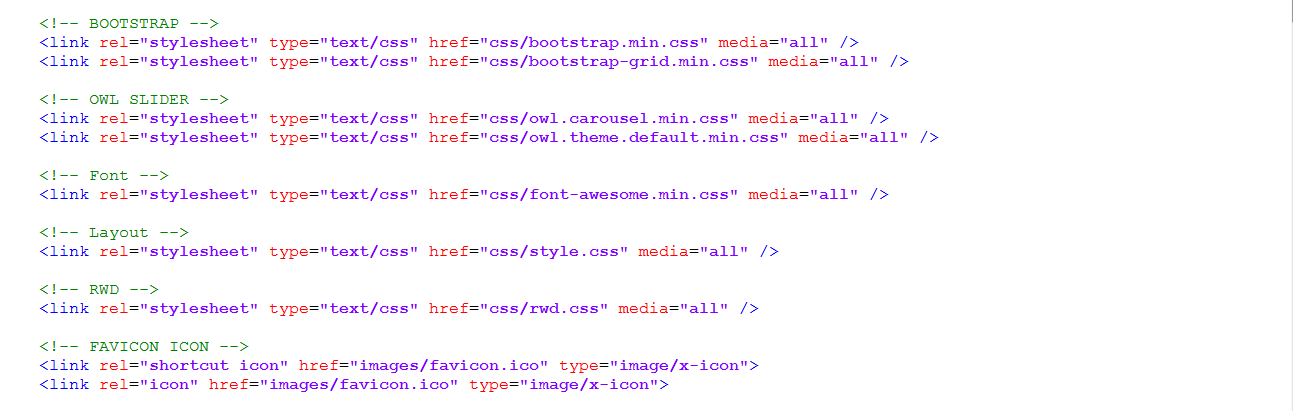 <!-- BOOTSTRAP -->
<link rel="stylesheet" type="text/css" href="css/bootstrap.min.css" media="all" />
<link rel="stylesheet" type="text/css" href="css/bootstrap-grid.min.css" media="all" />
<!-- OWL SLIDER -->
<link rel="stylesheet" type="text/css" href="css/owl.carousel.min.css" media="all" />
<link rel="stylesheet" type="text/css" href="css/owl.theme.default.min.css" media="all" />
<!-- Font -->
<link rel="stylesheet" type="text/css" href="css/font-awesome.min.css" media="all" />
<!-- Layout -->
<link rel="stylesheet" type="text/css" href="css/style.css" media="all" />
<!-- RWD -->
<link rel="stylesheet" type="text/css" href="css/rwd.css" media="all" />
<!-- FAVICON ICON -->
<link rel="shortcut icon" href="images/favicon.ico" type="image/x-icon">
<link rel="icon" href="images/favicon.ico" type="image/x-icon">